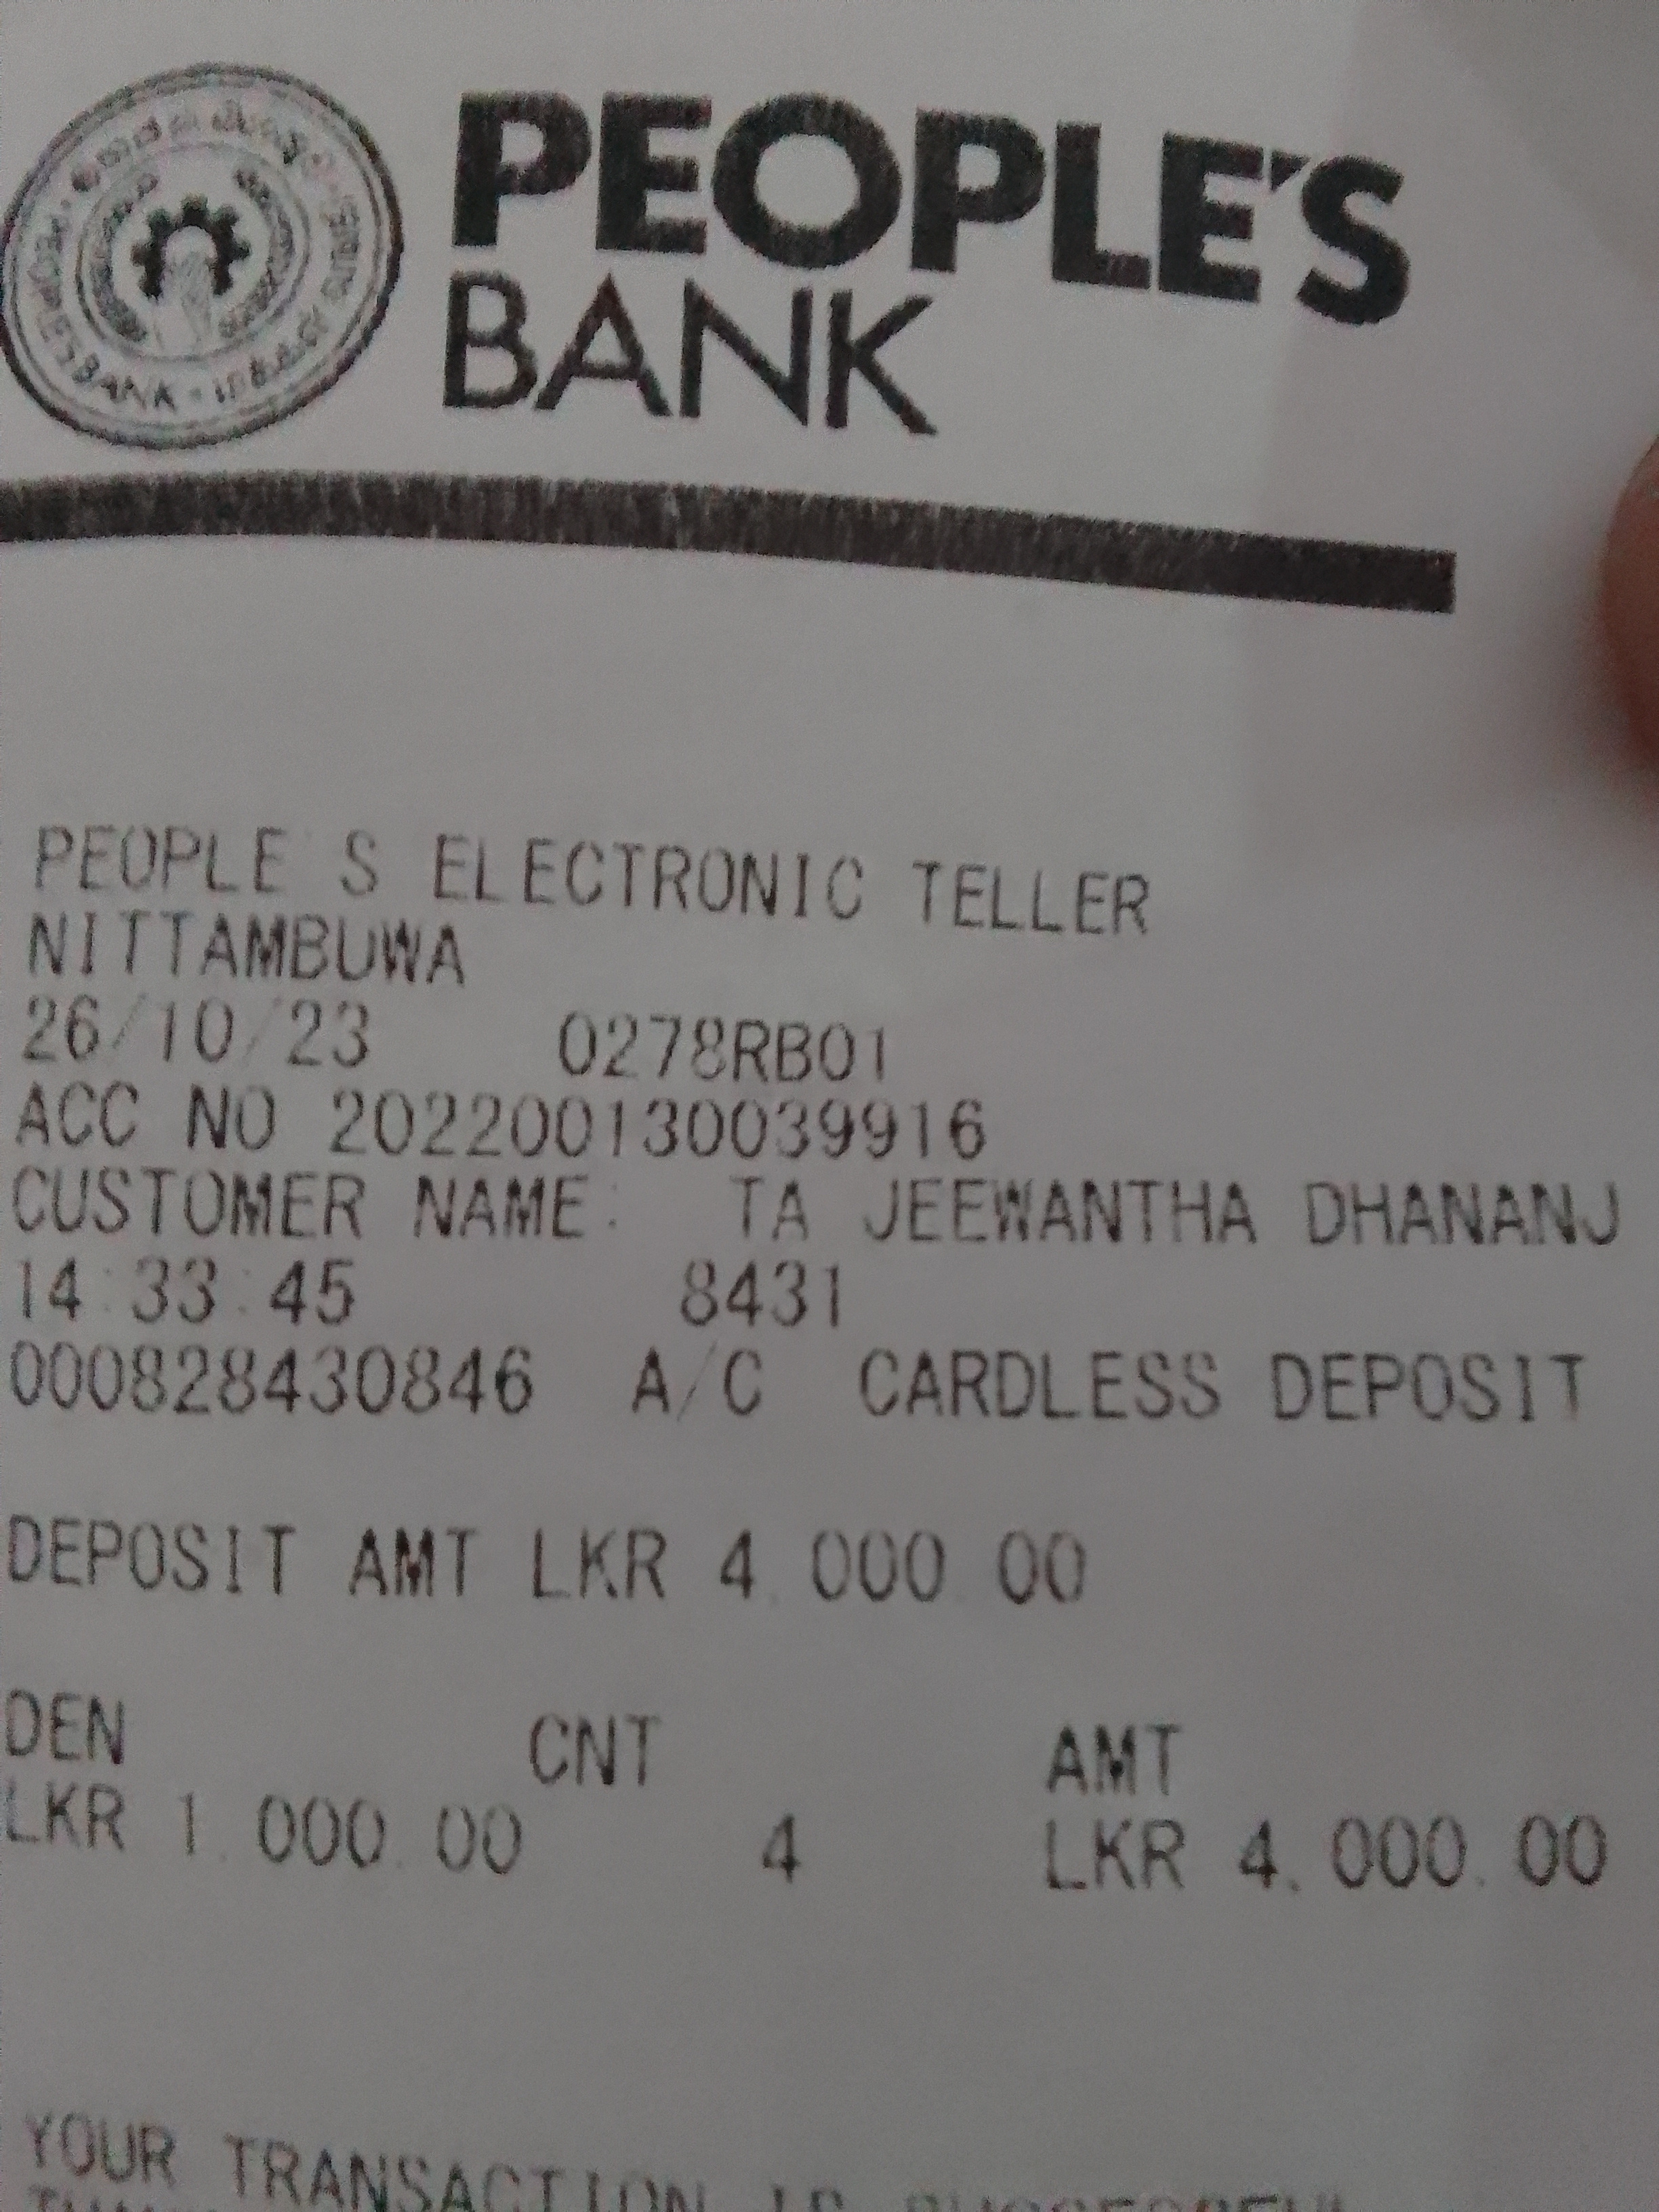 PEOPLE'S
BANK
PEOPLE S ELECTRONIC TELLER
NITTAMBUWA
26/10/23 0278RB01
ACC NO 202200130039916
CUSTOMER NAME: TA JEEWANTHA DHANANJ
14:33:45 8431
000828430846 A/C CARDLESS DEPOSIT
DEPOSIT AMT LKR 4,000.00
DEN CNT AMT
LKR 1,000.00 4 LKR 4,000.00
YOUR TRANSACTION IS SUCCESSFUL